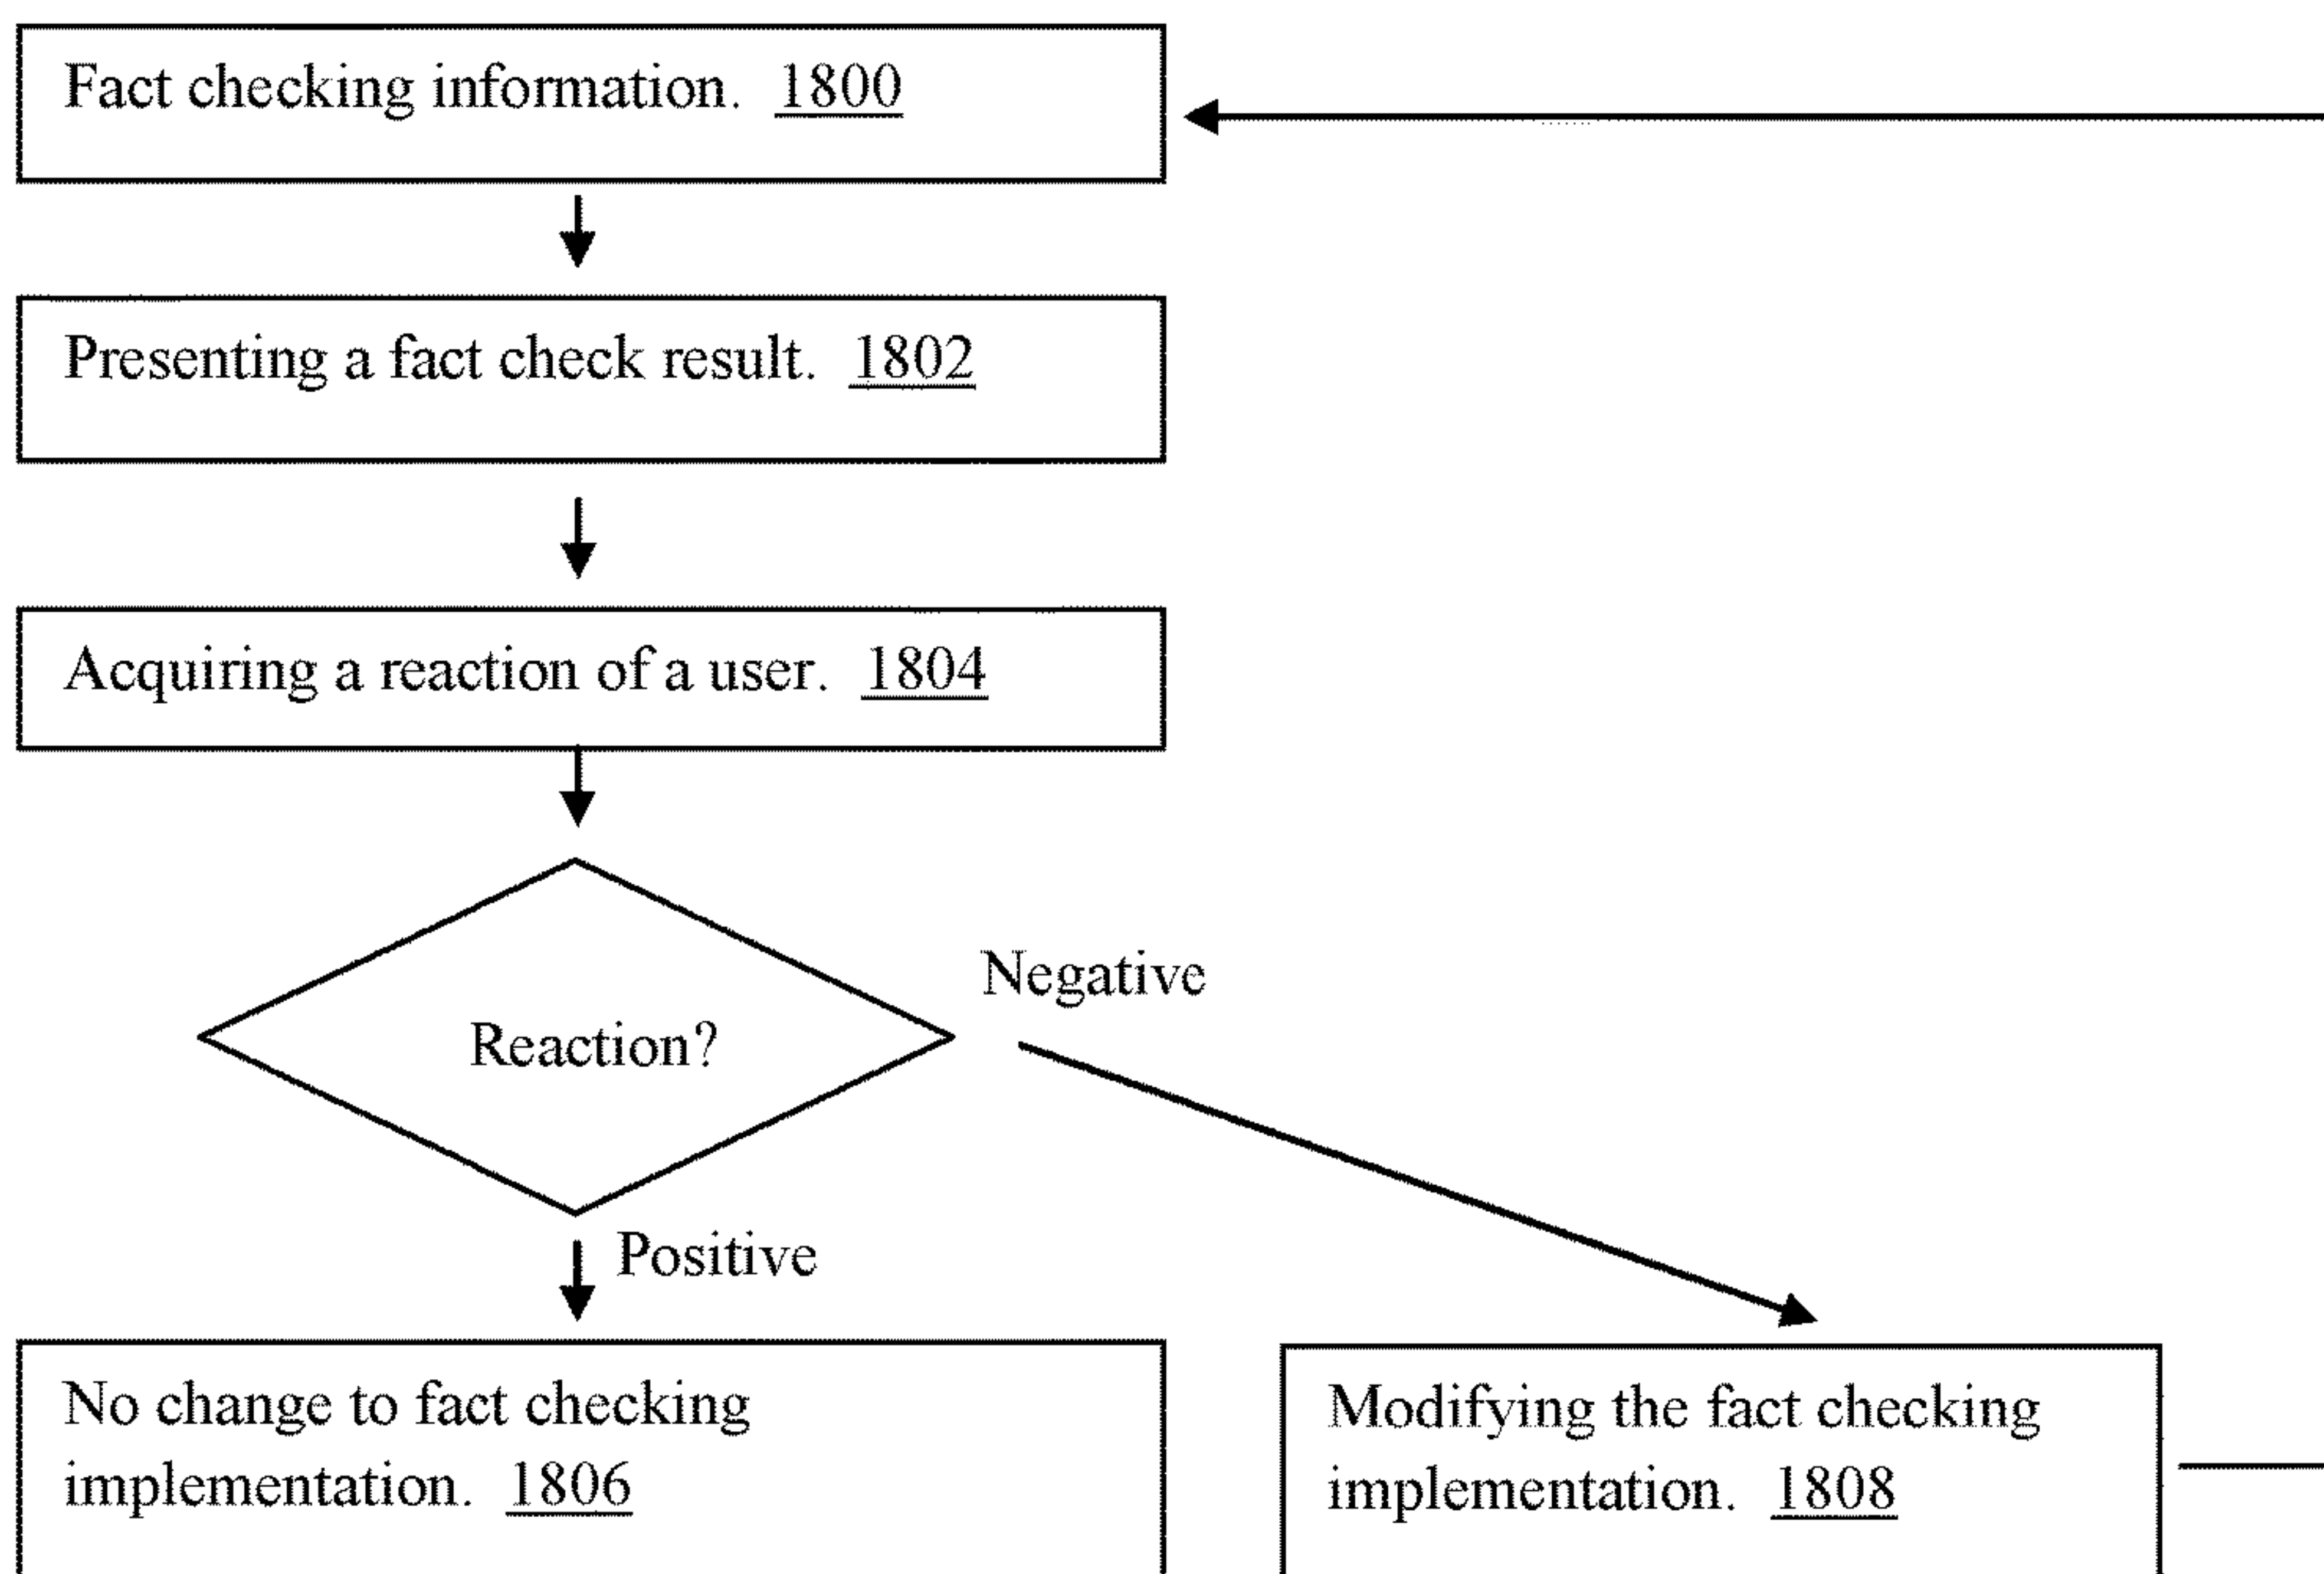 Fact checking information. 1800
Presenting a fact check result. 1802
Acquiring a reaction of a user. 1804
Negative
Reaction?
Positive
No change to fact checking
implementation. 1806
Modifying the fact checking
implementation. 1808